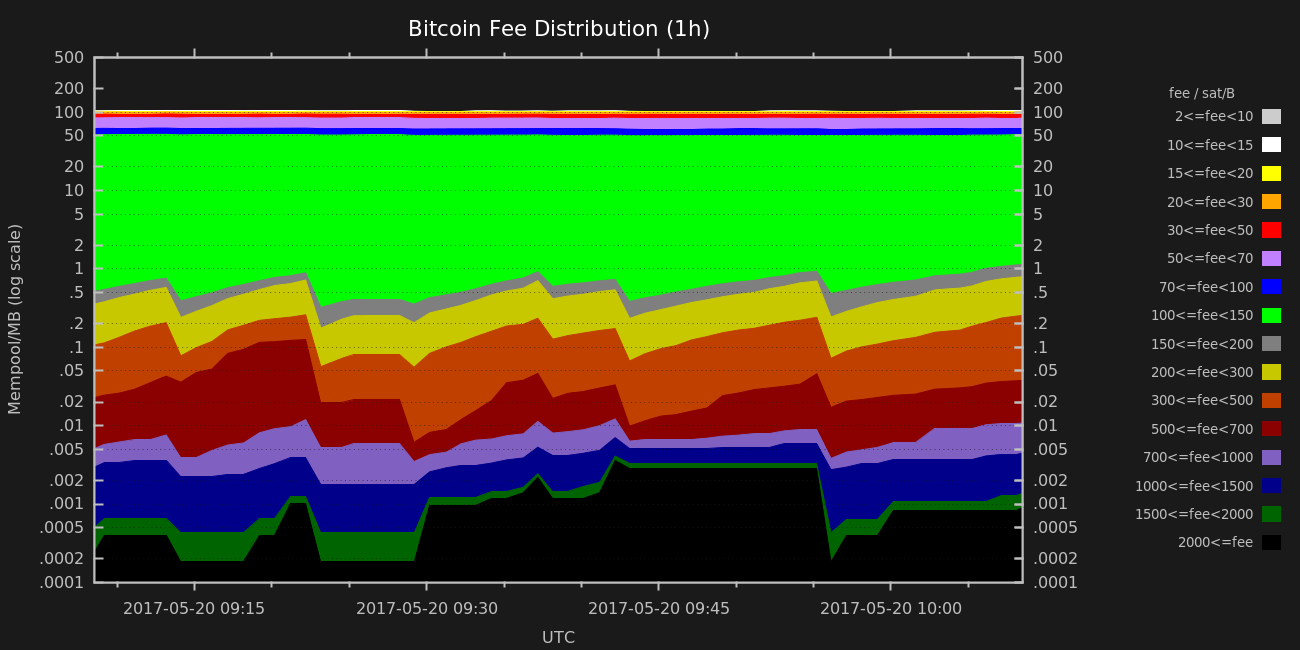 Bitcoin Fee Distribution (1h)
500
200
100
50
20
10
5
2
1
.5
.2
.1
.05
.02
.01
.005
.002
.001
.0005
.0002
.0001
Mempool/MB (log scale)
500
200
100
50
20
10
5
2
1
.5
.2
.1
.05
.02
.01
.005
.002
.001
.0005
.0002
.0001
2017-05-20 09:15
2017-05-20 09:30
2017-05-20 09:45
2017-05-20 10:00
UTC
fee / sat/B
2<=fee<10
10<=fee<15
15<=fee<20
20<=fee<30
30<=fee<50
50<=fee<70
70<=fee<100
100<=fee<150
150<=fee<200
200<=fee<300
300<=fee<500
500<=fee<700
700<=fee<1000
1000<=fee<1500
1500<=fee<2000
2000<=fee